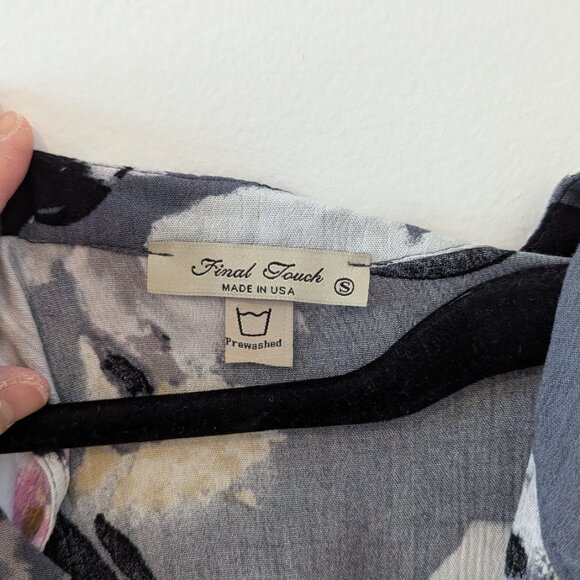 Final Touch
MADE IN USA
S
Prewashed